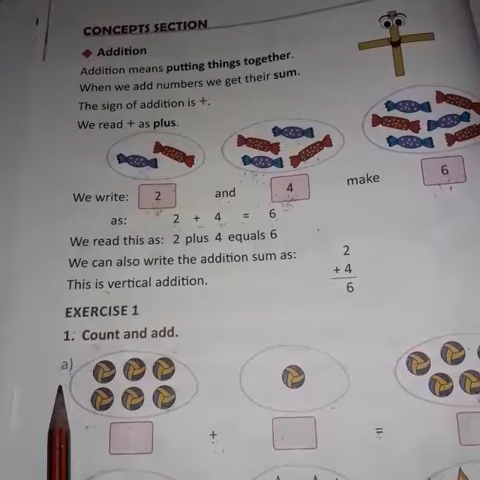 CONCEPTS SECTION
◆ Addition
Addition means putting things together.
When we add numbers we get their sum.
The sign of addition is +.
We read + as plus.
We write: 2 and 4 make 6
as: 2 + 4 = 6
We read this as: 2 plus 4 equals 6
We can also write the addition sum as:
2
+ 4
6
This is vertical addition.
EXERCISE 1
1. Count and add.
a)
+ =